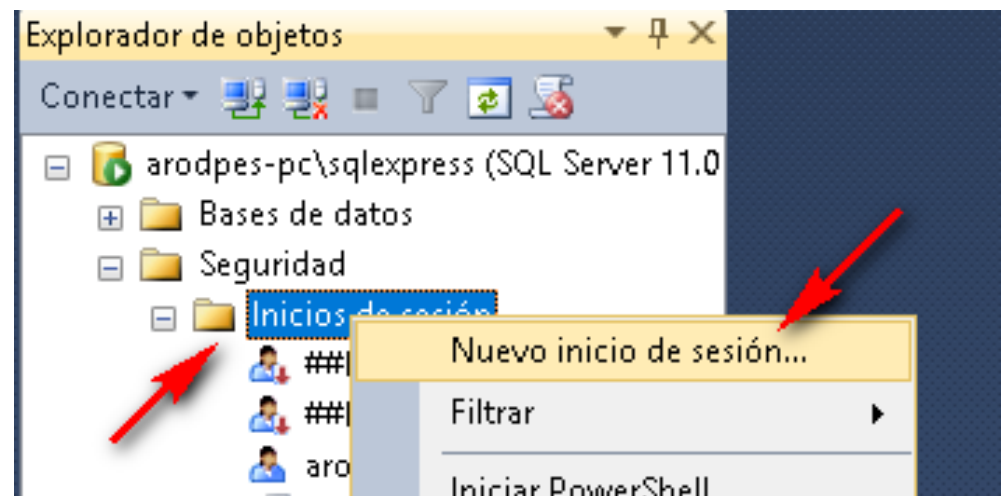 Explorador de objetos
Conectar
arodpes-pc\sqlexpress (SQL Server 11.0
Bases de datos
Seguridad
Inicios de sesión
Nuevo inicio de sesión...
##
Filtrar
##
aro
Iniciar PowerShell